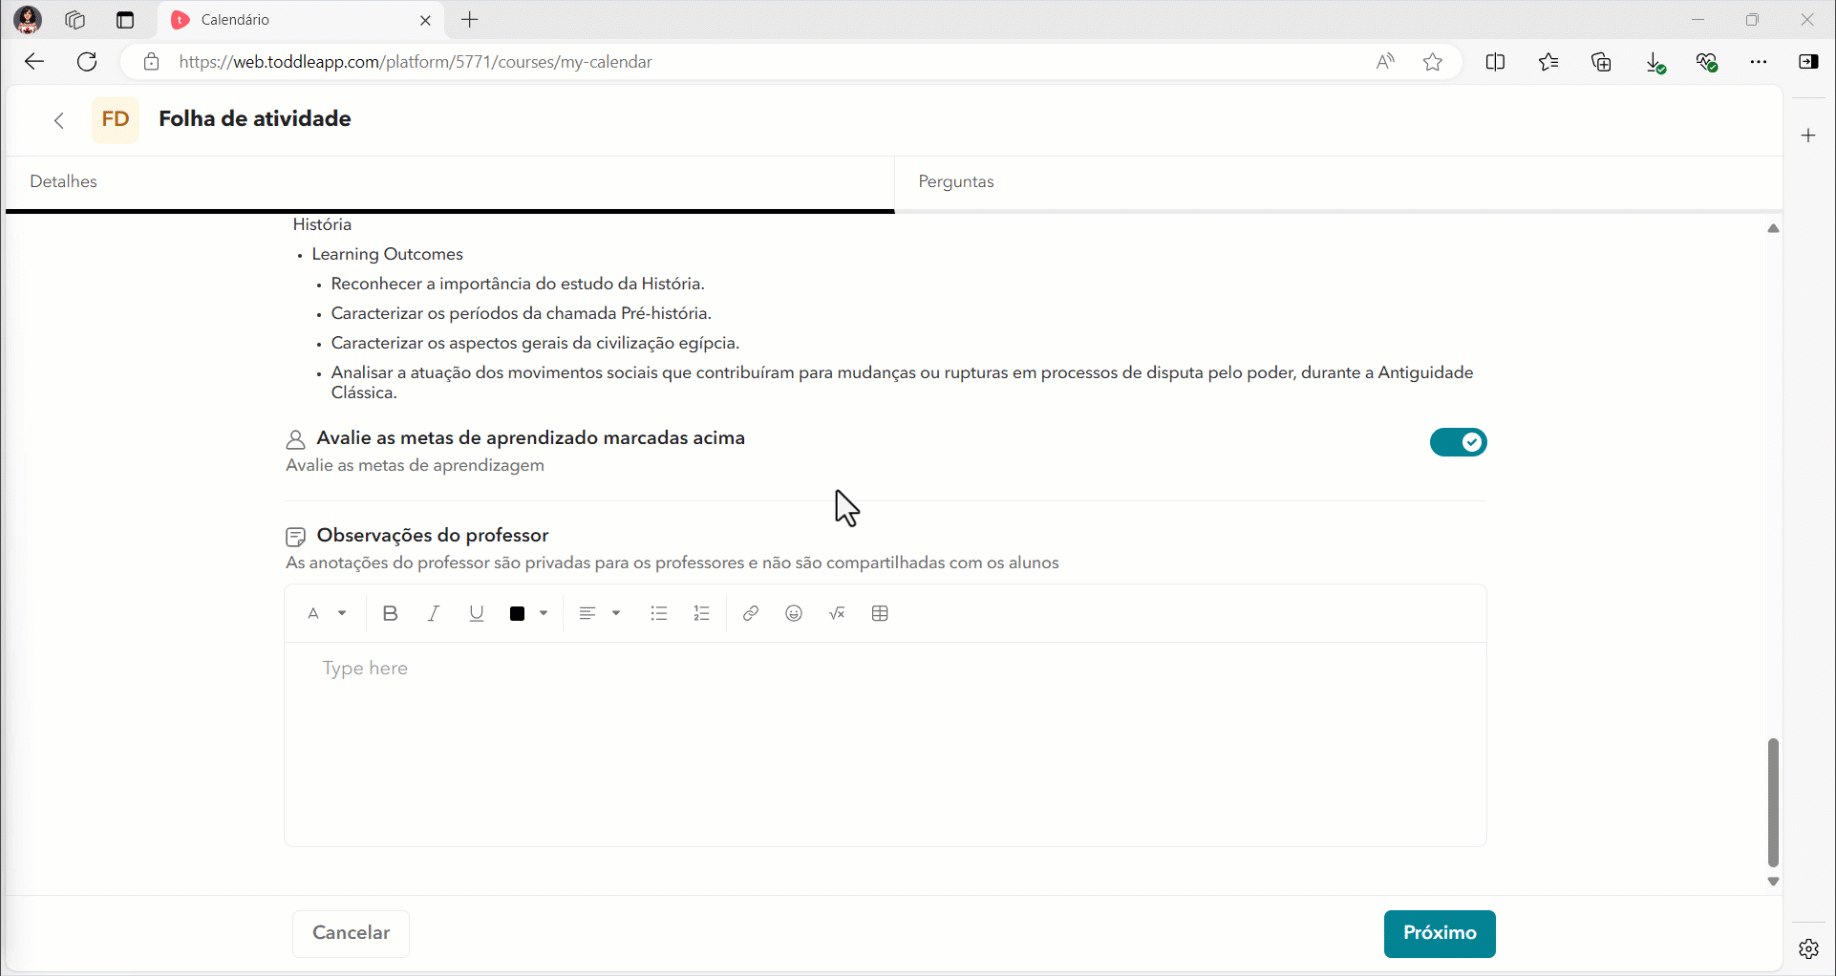 Calendário
https://web.toddleapp.com/platform/5771/courses/my-calendar
FD
Folha de atividade
Detalhes
Perguntas
História
• Learning Outcomes
• Reconhecer a importância do estudo da História.
• Caracterizar os períodos da chamada Pré-história.
• Caracterizar os aspectos gerais da civilização egípcia.
• Analisar a atuação dos movimentos sociais que contribuíram para mudanças ou rupturas em processos de disputa pelo poder, durante a Antiguidade
Clássica.
Avalie as metas de aprendizado marcadas acima
Avalie as metas de aprendizagem
Observações do professor
As anotações do professor são privadas para os professores e não são compartilhadas com os alunos
A B I U
Type here
Cancelar
Próximo